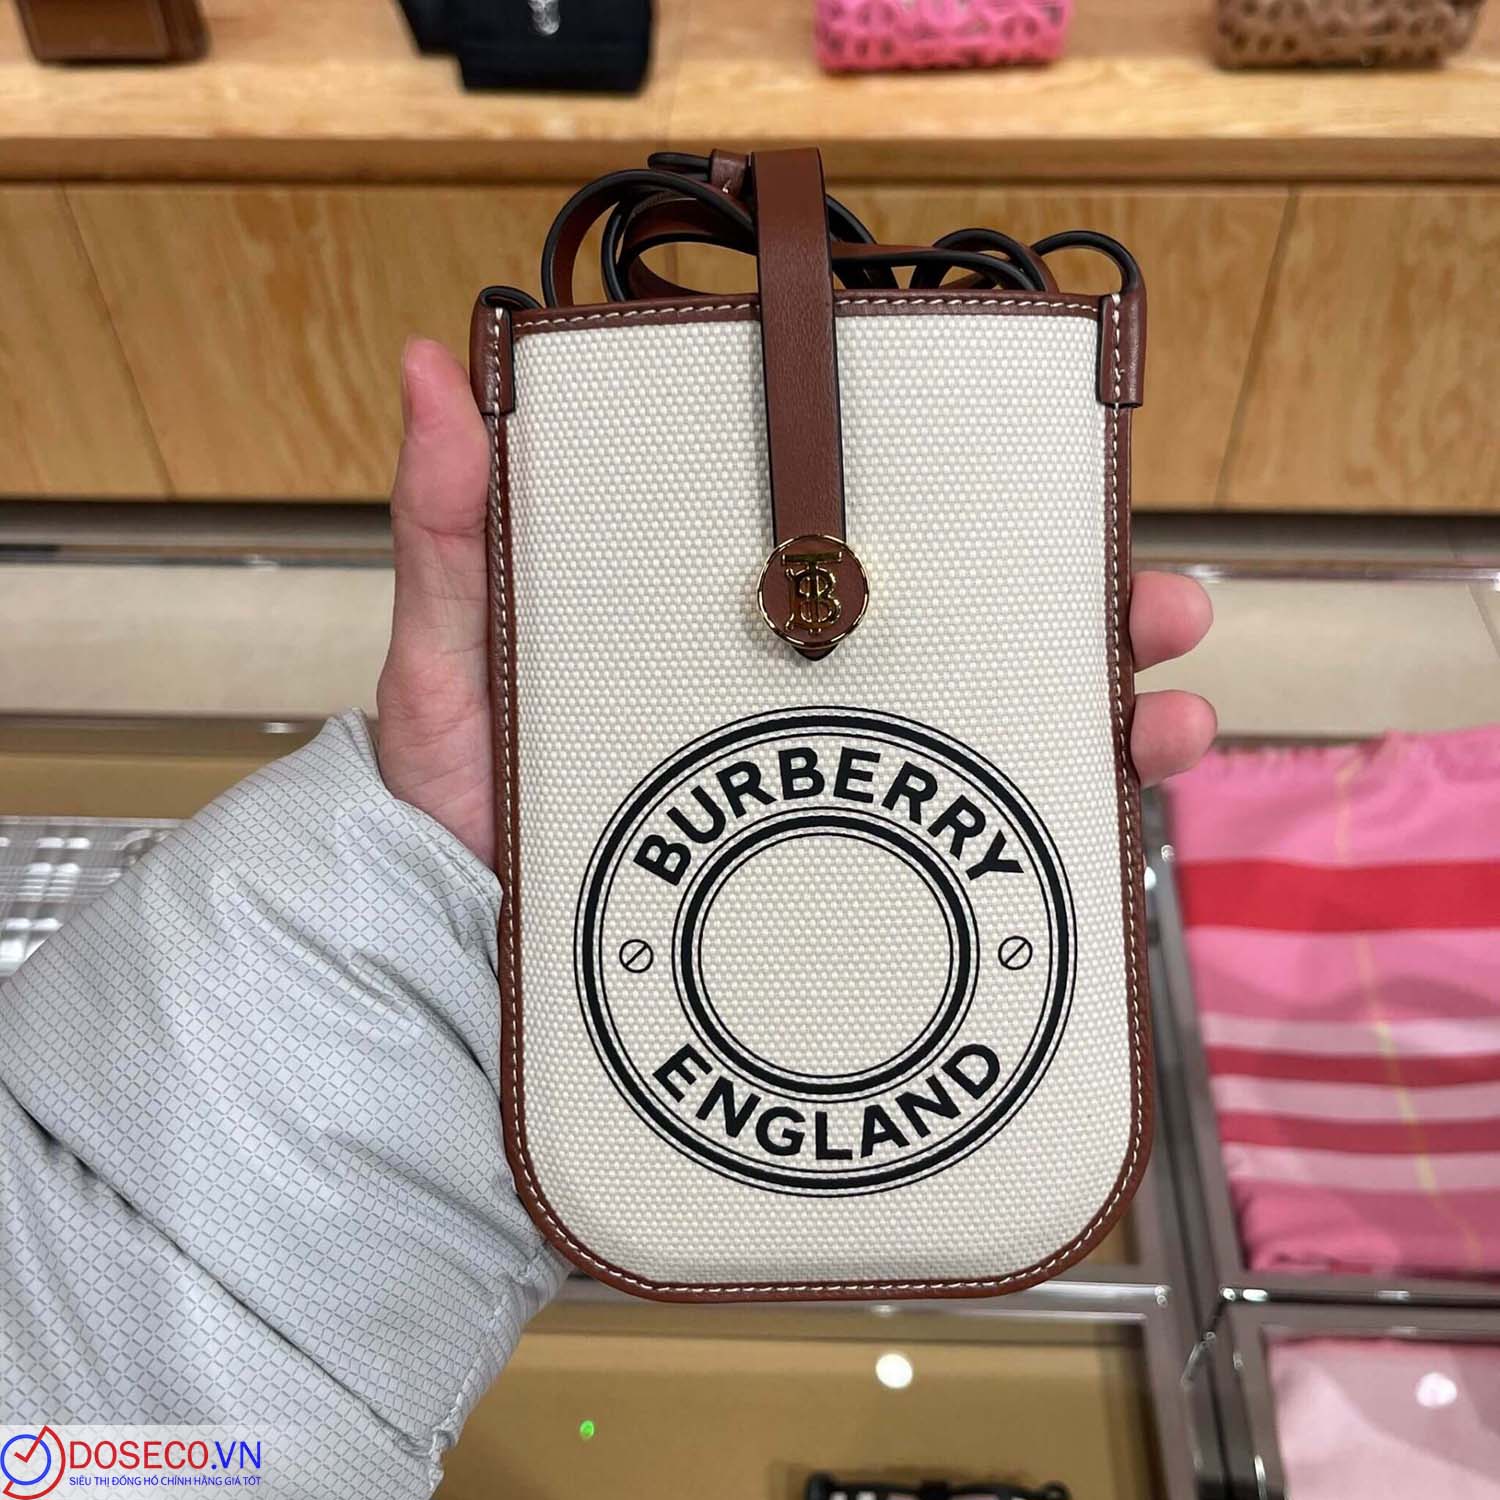 TB
BURBERRY
ENGLAND
DOSECO.VN
SIÊU THỊ ĐỒNG HỒ CHÍNH HÃNG GIÁ TỐT